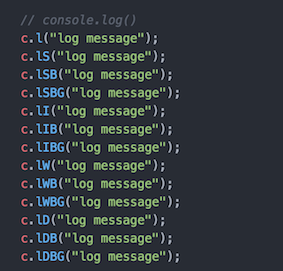 // console.log()
c.l("log message");
c.lS("log message");
c.lSB("log message");
c.lSBG("log message");
c.lI("log message");
c.lIB("log message");
c.lIBG("log message");
c.lW("log message");
c.lWB("log message");
c.lWBG("log message");
c.lD("log message");
c.lDB("log message");
c.lDBG("log message");